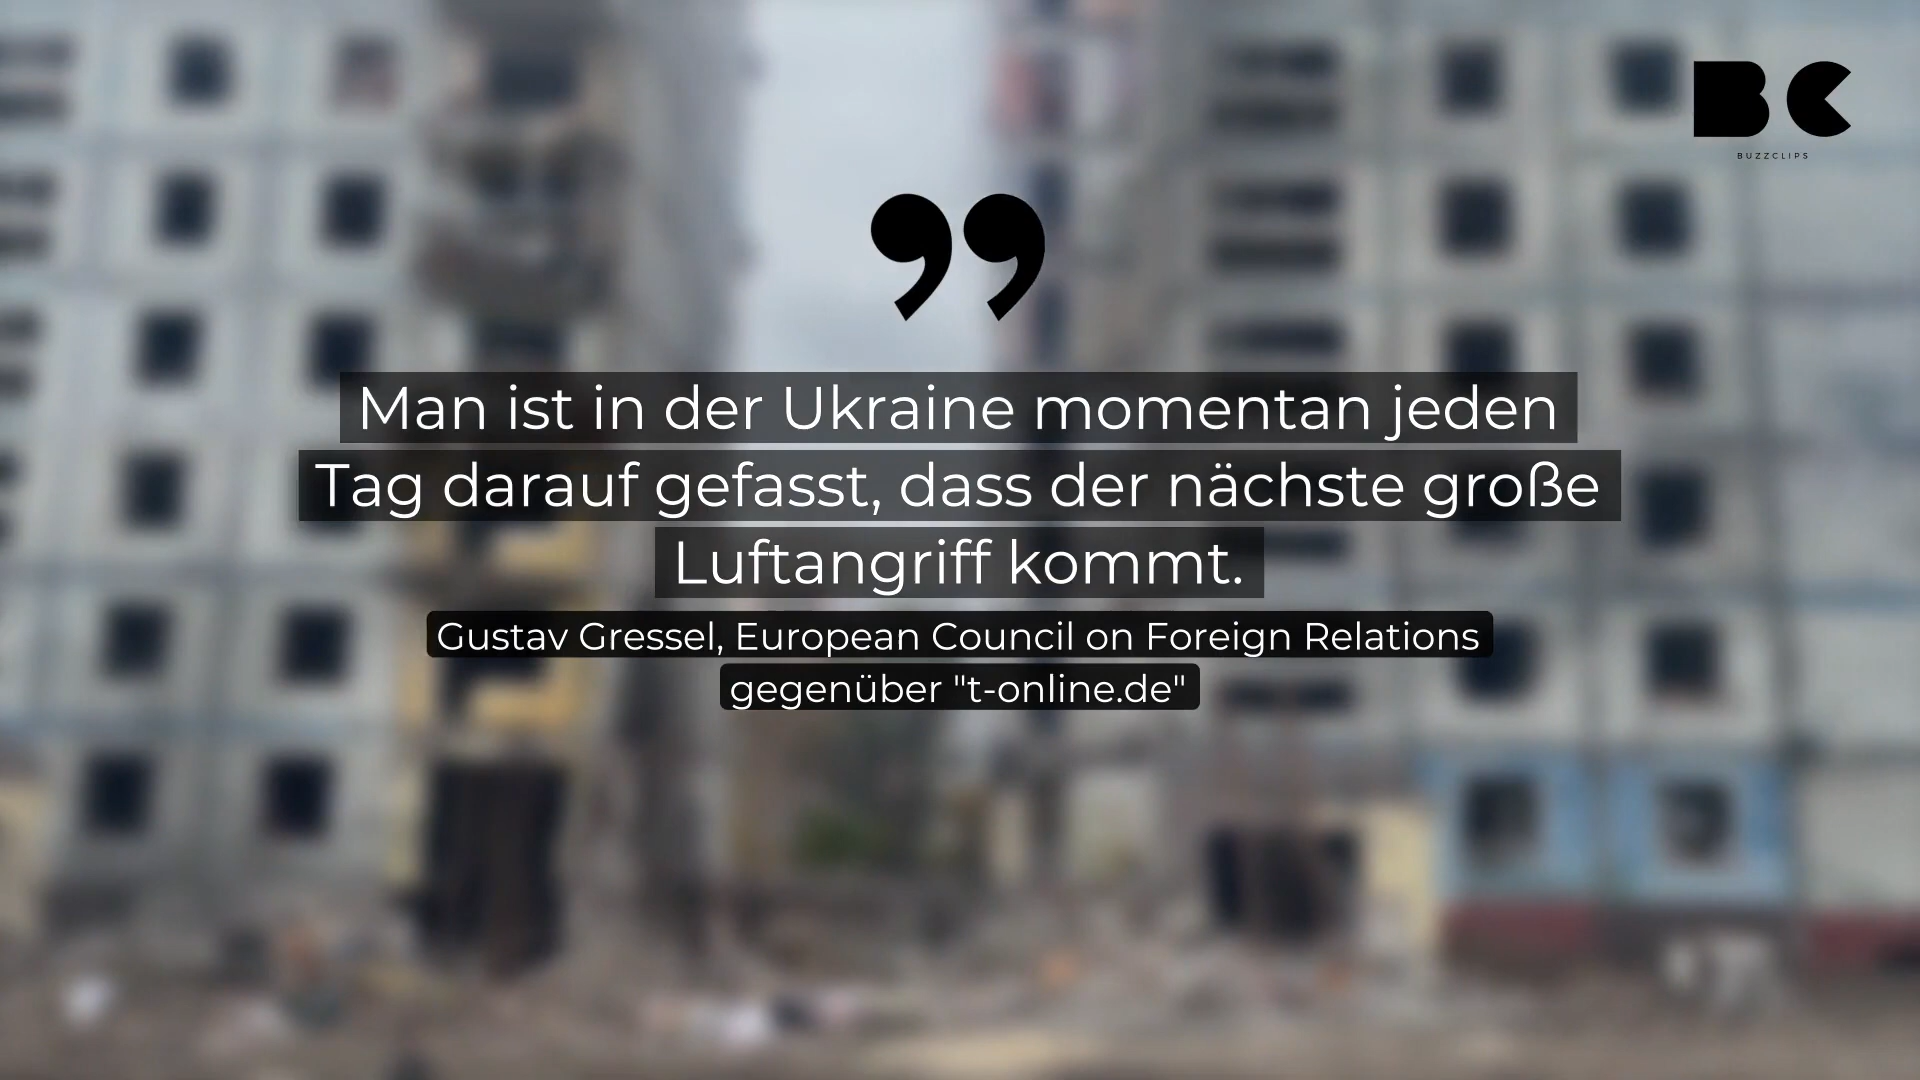 BC
BUZZCLIPS
”
Man ist in der Ukraine momentan jeden
Tag darauf gefasst, dass der nächste große
Luftangriff kommt.
Gustav Gressel, European Council on Foreign Relations
gegenüber "t-online.de"